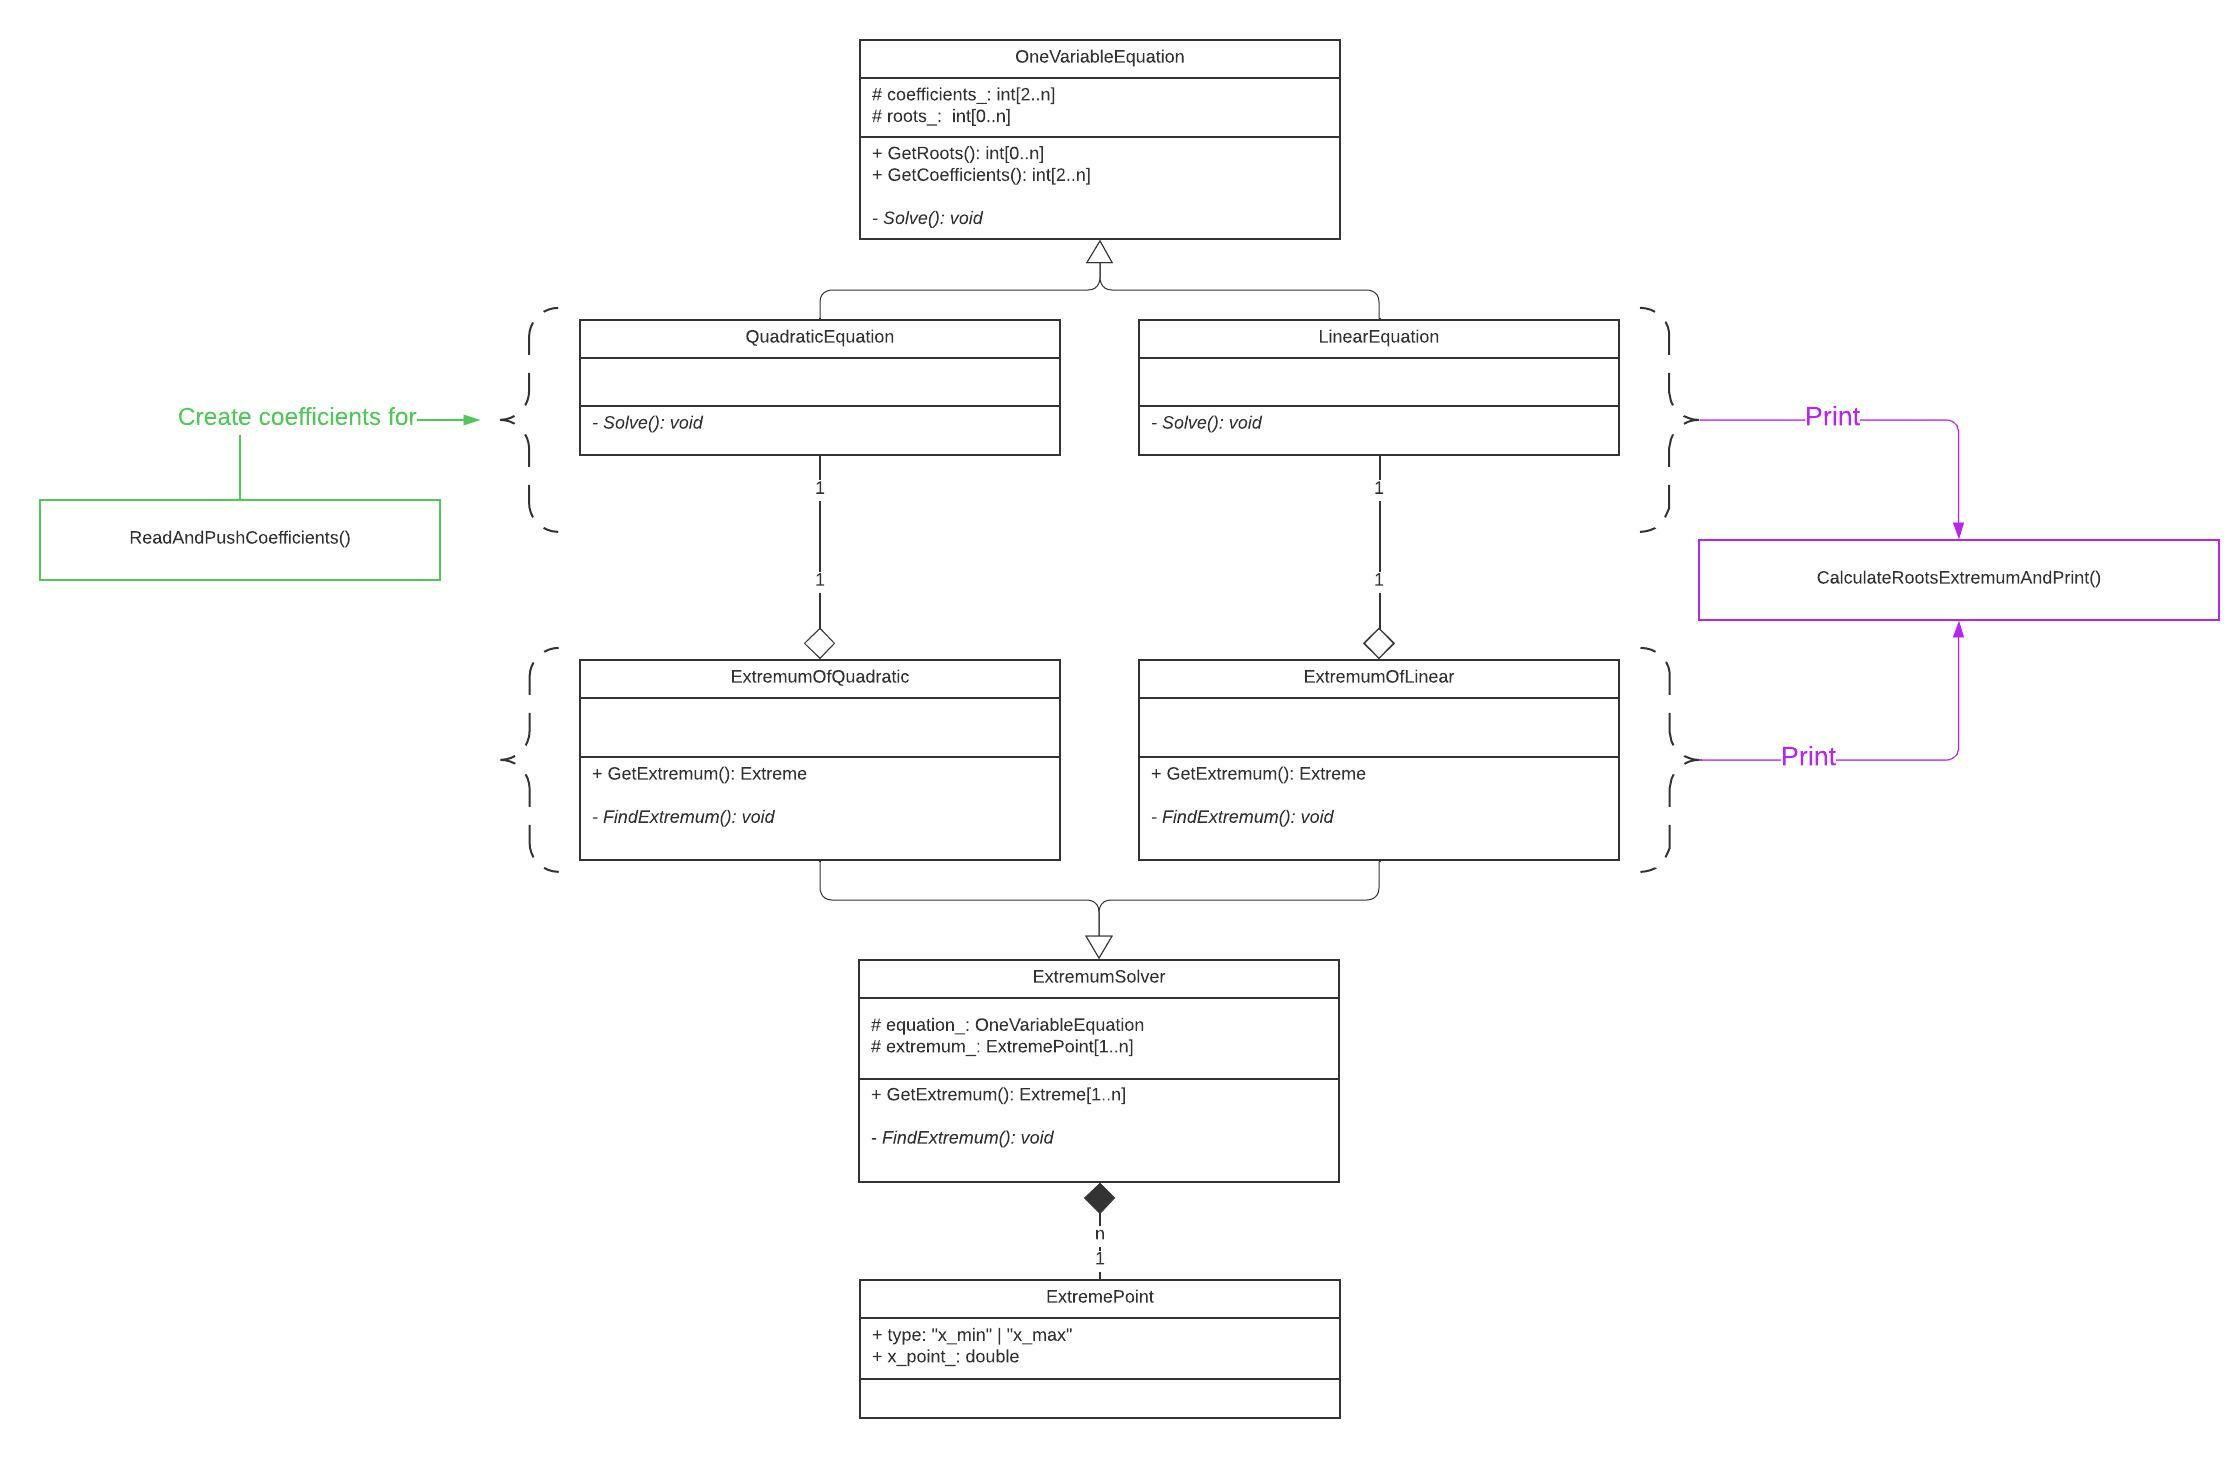 OneVariableEquation
# coefficients_: int[2..n]
# roots_:  int[0..n]
+ GetRoots(): int[0..n]
+ GetCoefficients(): int[2..n]
- Solve(): void
QuadraticEquation
- Solve(): void
LinearEquation
- Solve(): void
Create coefficients for
ReadAndPushCoefficients()
Print
CalculateRootsExtremumAndPrint()
Print
1
1
1
1
ExtremumOfQuadratic
+ GetExtremum(): Extreme
- FindExtremum(): void
ExtremumOfLinear
+ GetExtremum(): Extreme
- FindExtremum(): void
ExtremumSolver
# equation_: OneVariableEquation
# extremum_: ExtremePoint[1..n]
+ GetExtremum(): Extreme[1..n]
- FindExtremum(): void
n
1
ExtremePoint
+ type: "x_min" | "x_max"
+ x_point_: double